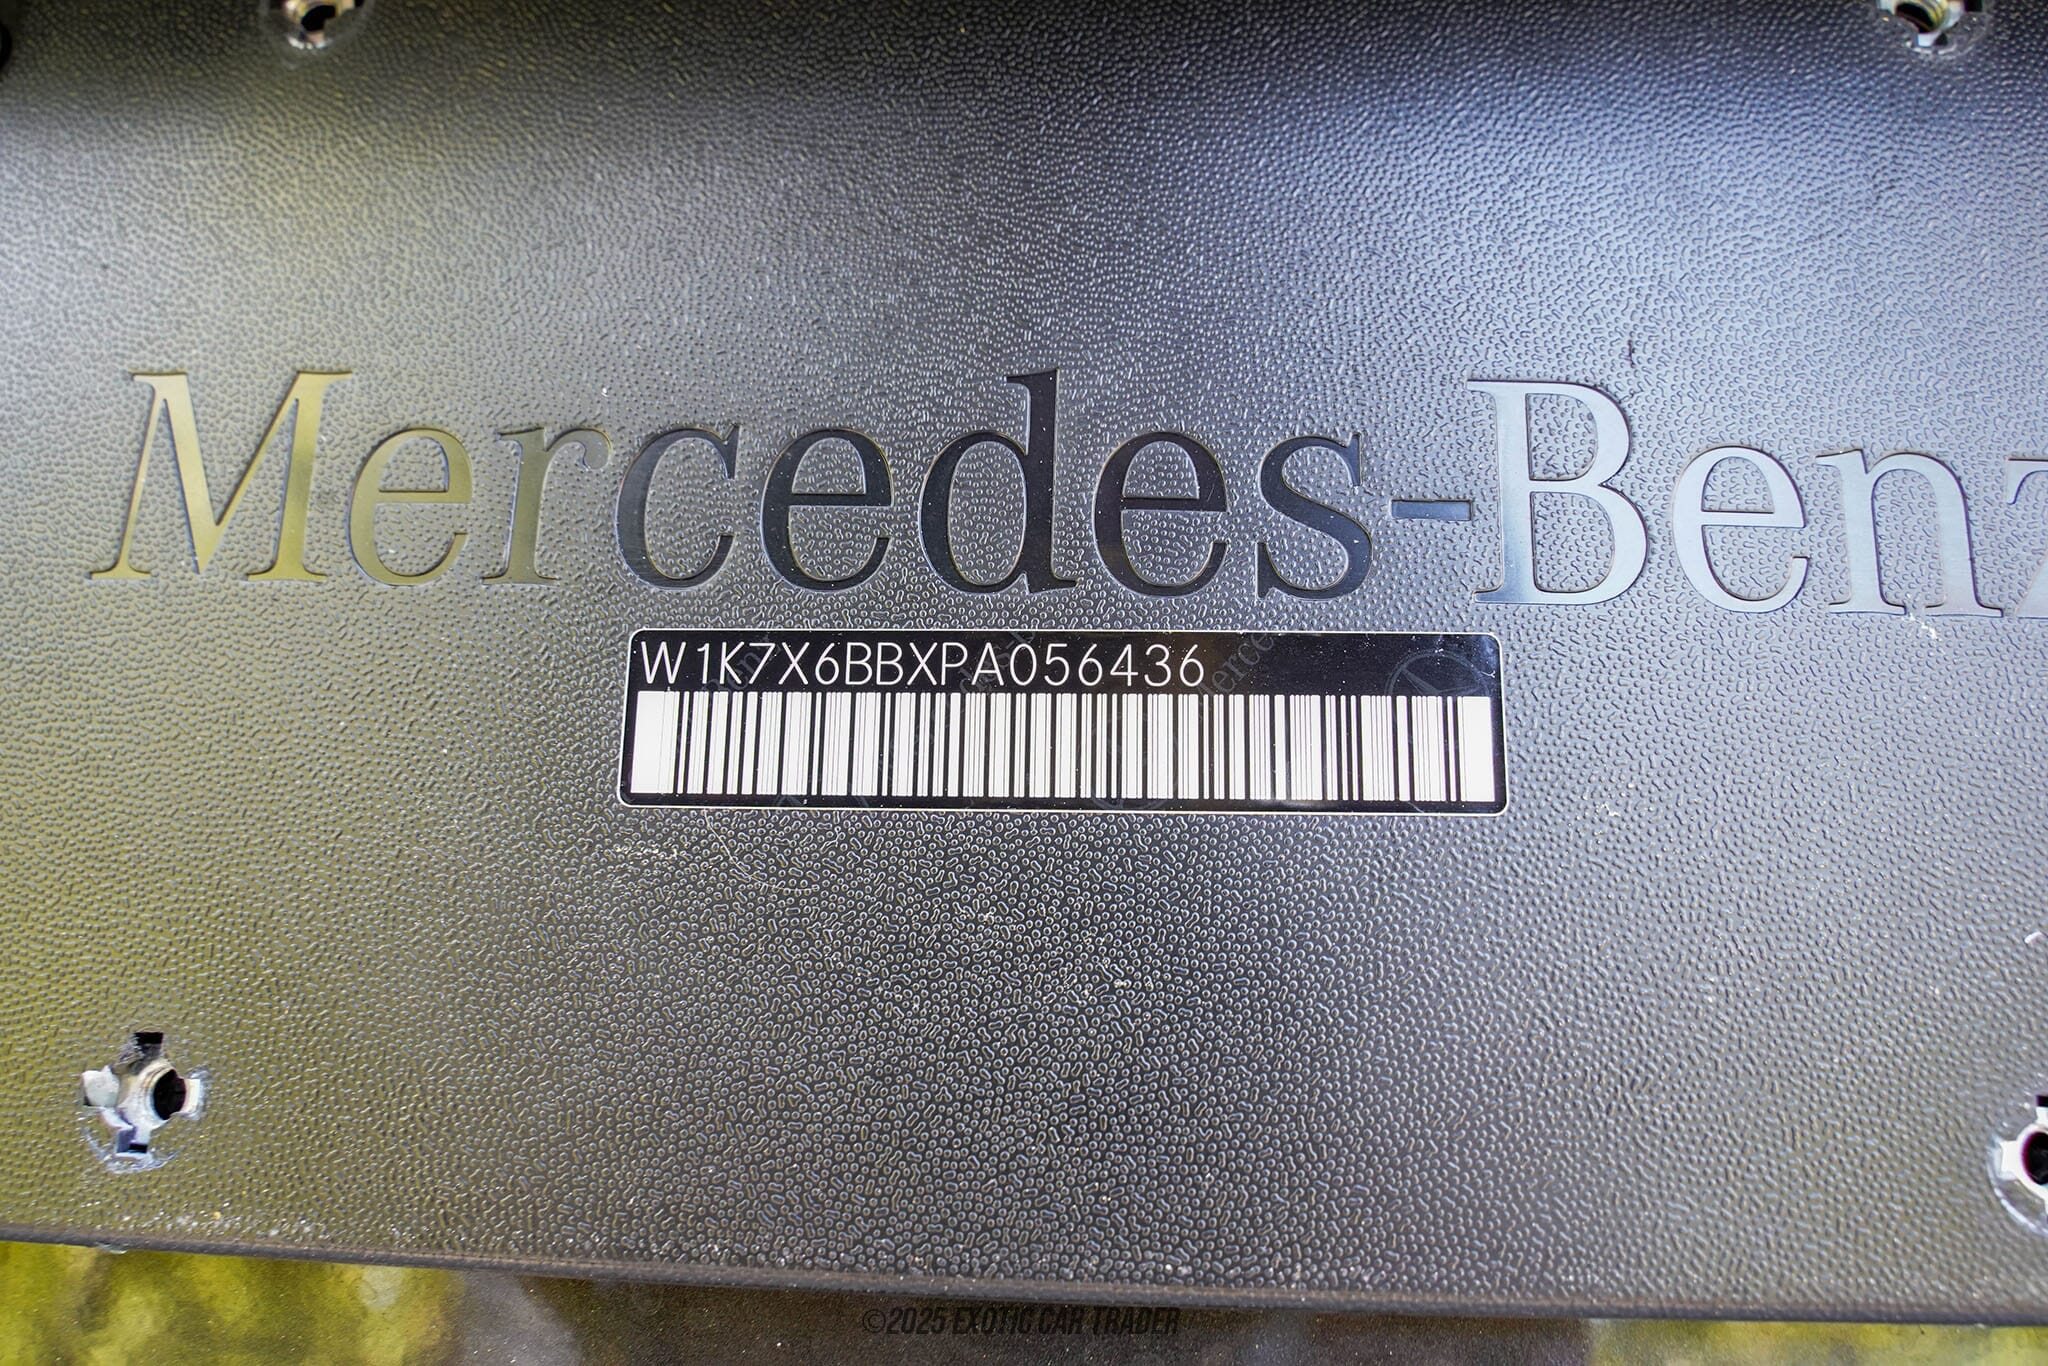 Mercedes-Benz
W1K7X6BBXPA056436
©2025 EXOTIC CAR TRADER